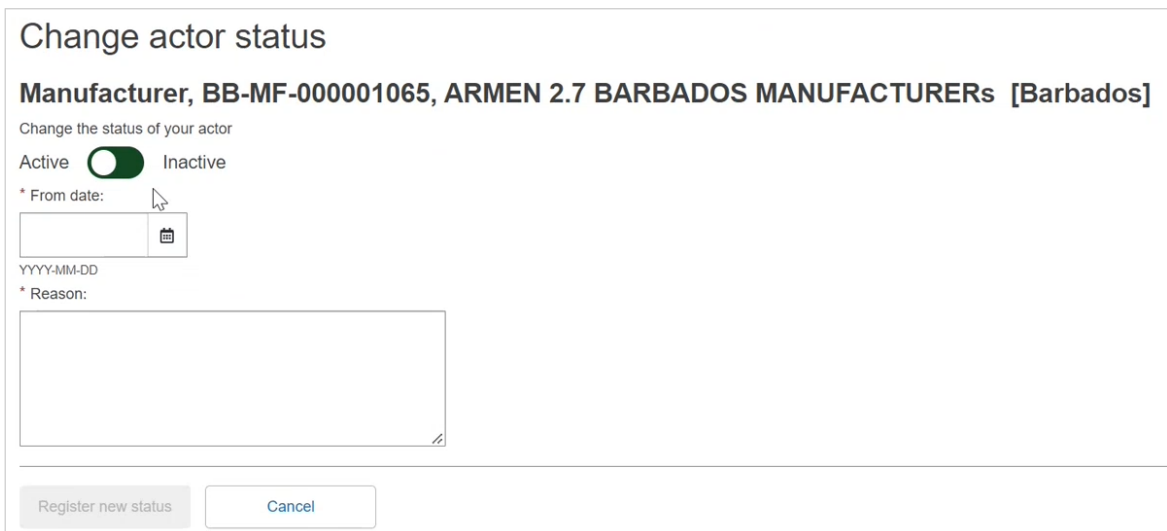 Change actor status
Manufacturer, BB-MF-000001065, ARMEN 2.7 BARBADOS MANUFACTURERs [Barbados]
Change the status of your actor
Active Inactive
* From date:
YYYY-MM-DD
* Reason:
Register new status Cancel